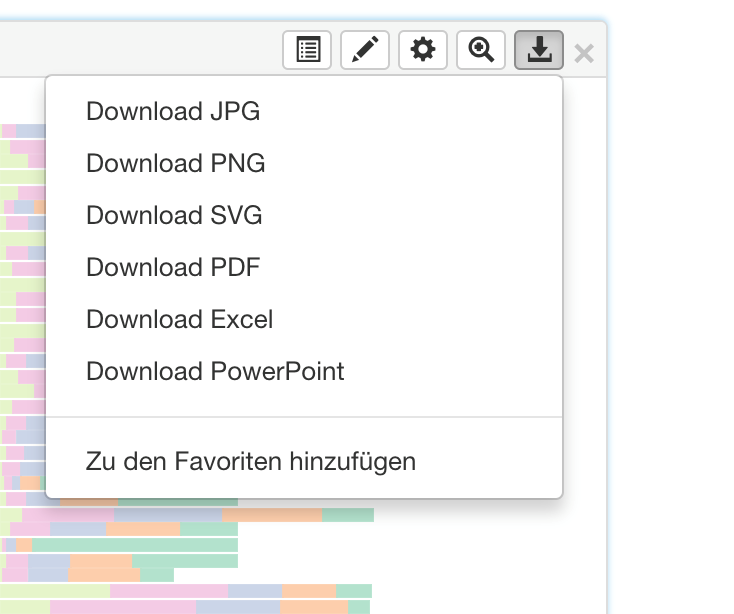 Download JPG
Download PNG
Download SVG
Download PDF
Download Excel
Download PowerPoint
Zu den Favoriten hinzufügen